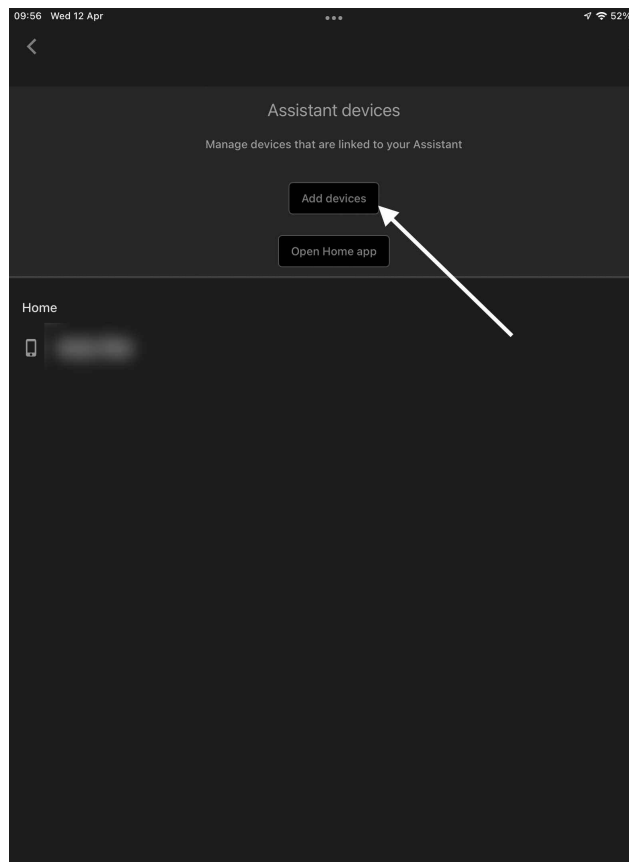 09:56 Wed 12 Apr
52%
Assistant devices
Manage devices that are linked to your Assistant
Add devices
Open Home app
Home